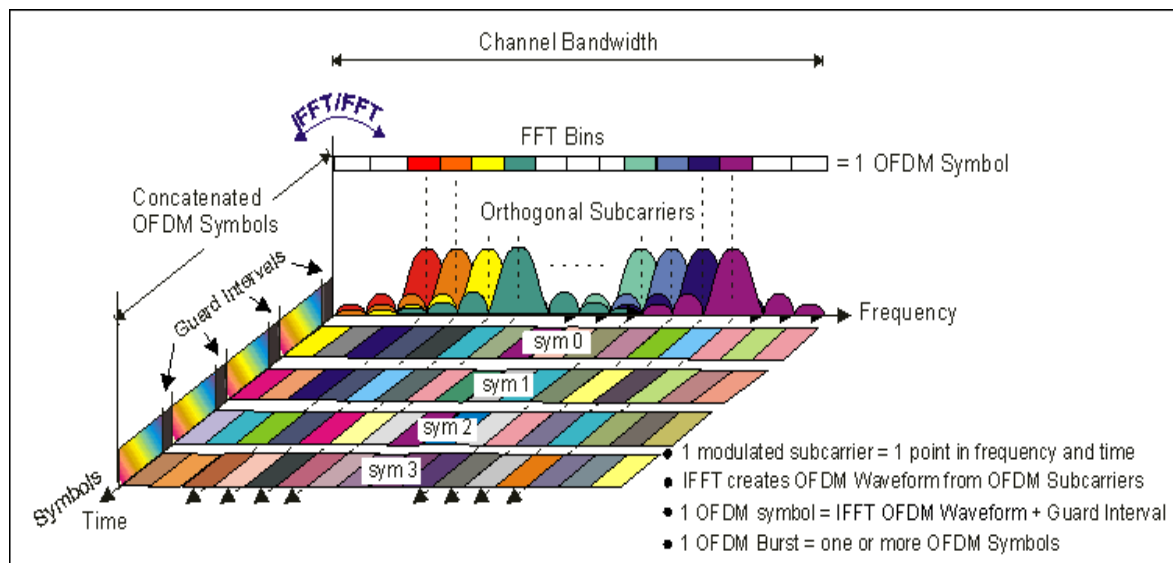 Channel Bandwidth
IFFT/FFT
FFT Bins
= 1 OFDM Symbol
Concatenated
OFDM Symbols
Orthogonal Subcarriers
Guard Intervals
Frequency
sym 0
sym 1
sym 2
sym 3
Symbols
Time
● 1 modulated subcarrier = 1 point in frequency and time
● IFFT creates OFDM Waveform from OFDM Subcarriers
● 1 OFDM symbol = IFFT OFDM Waveform + Guard Interval
● 1 OFDM Burst = one or more OFDM Symbols